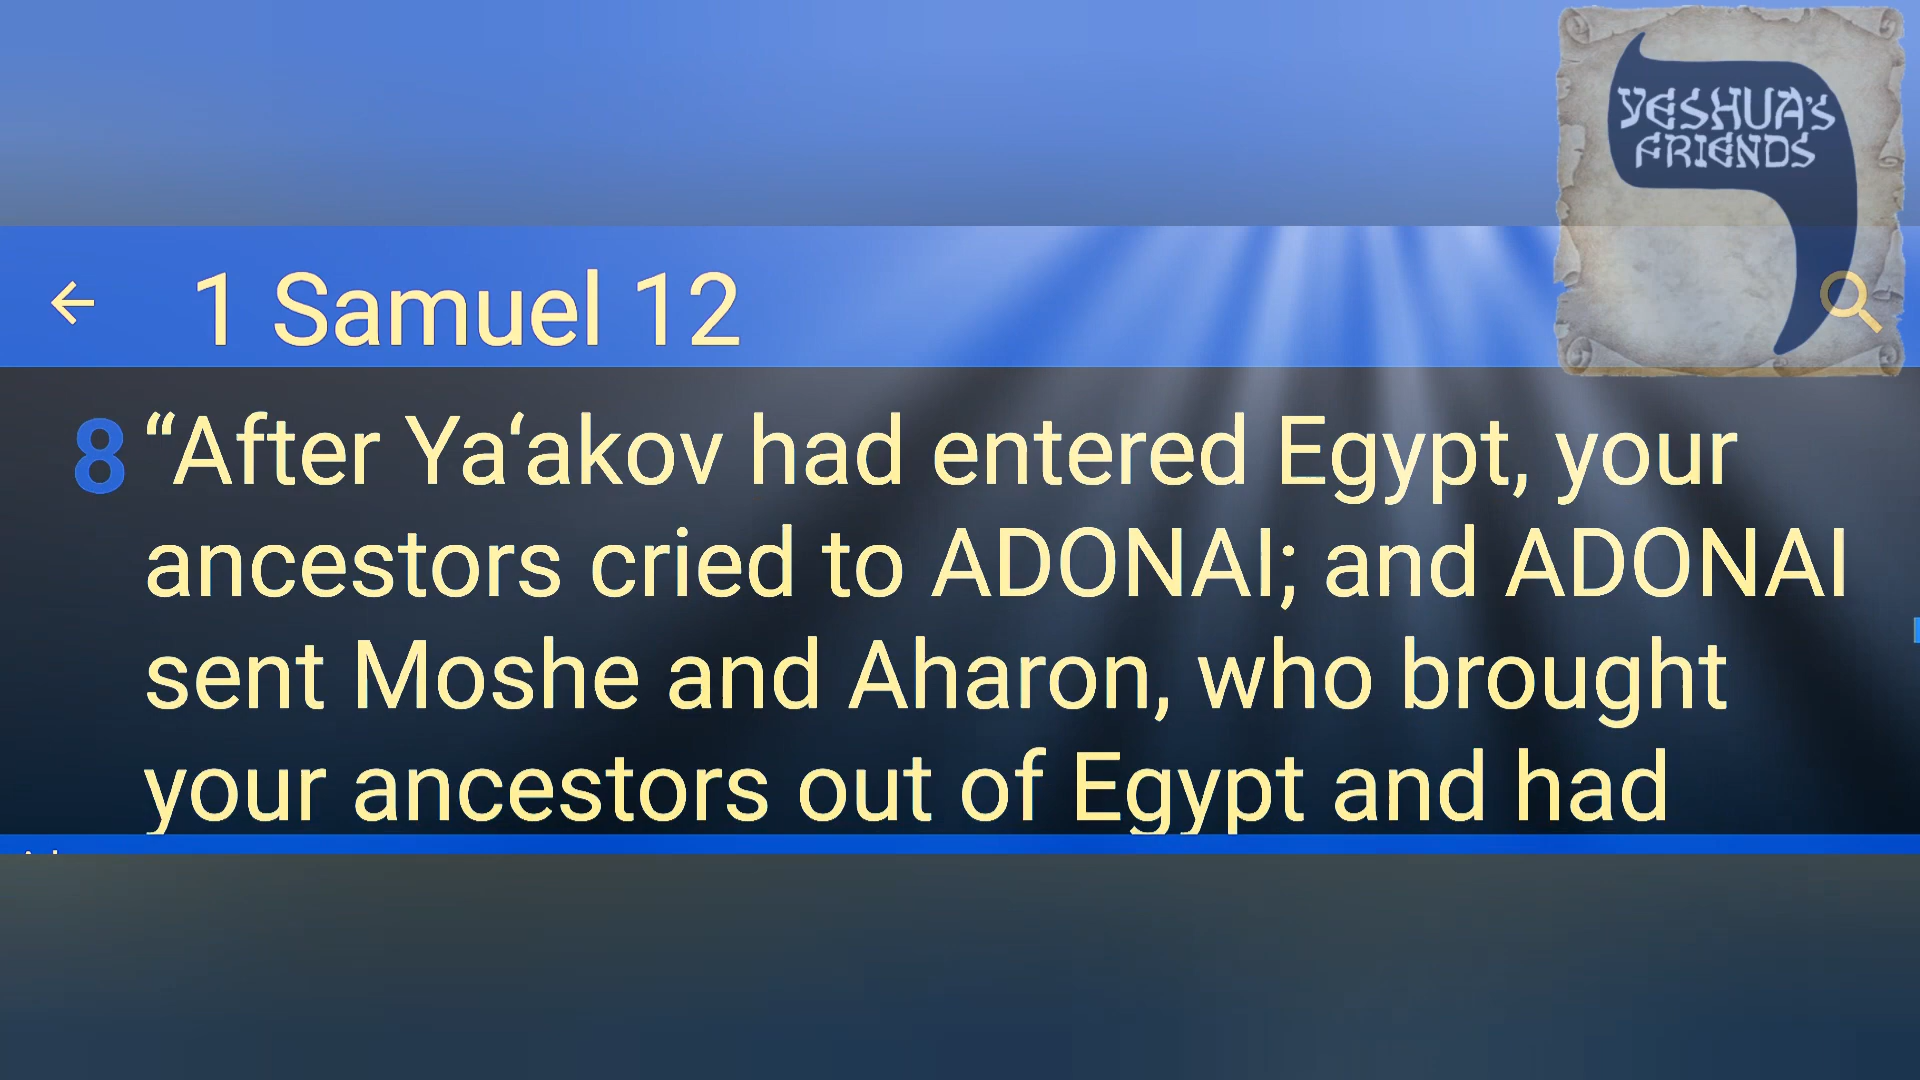 YESHUA'S
FRIENDS
1 Samuel 12
8 “After Ya‘akov had entered Egypt, your
ancestors cried to ADONAI; and ADONAI
sent Moshe and Aharon, who brought
your ancestors out of Egypt and had